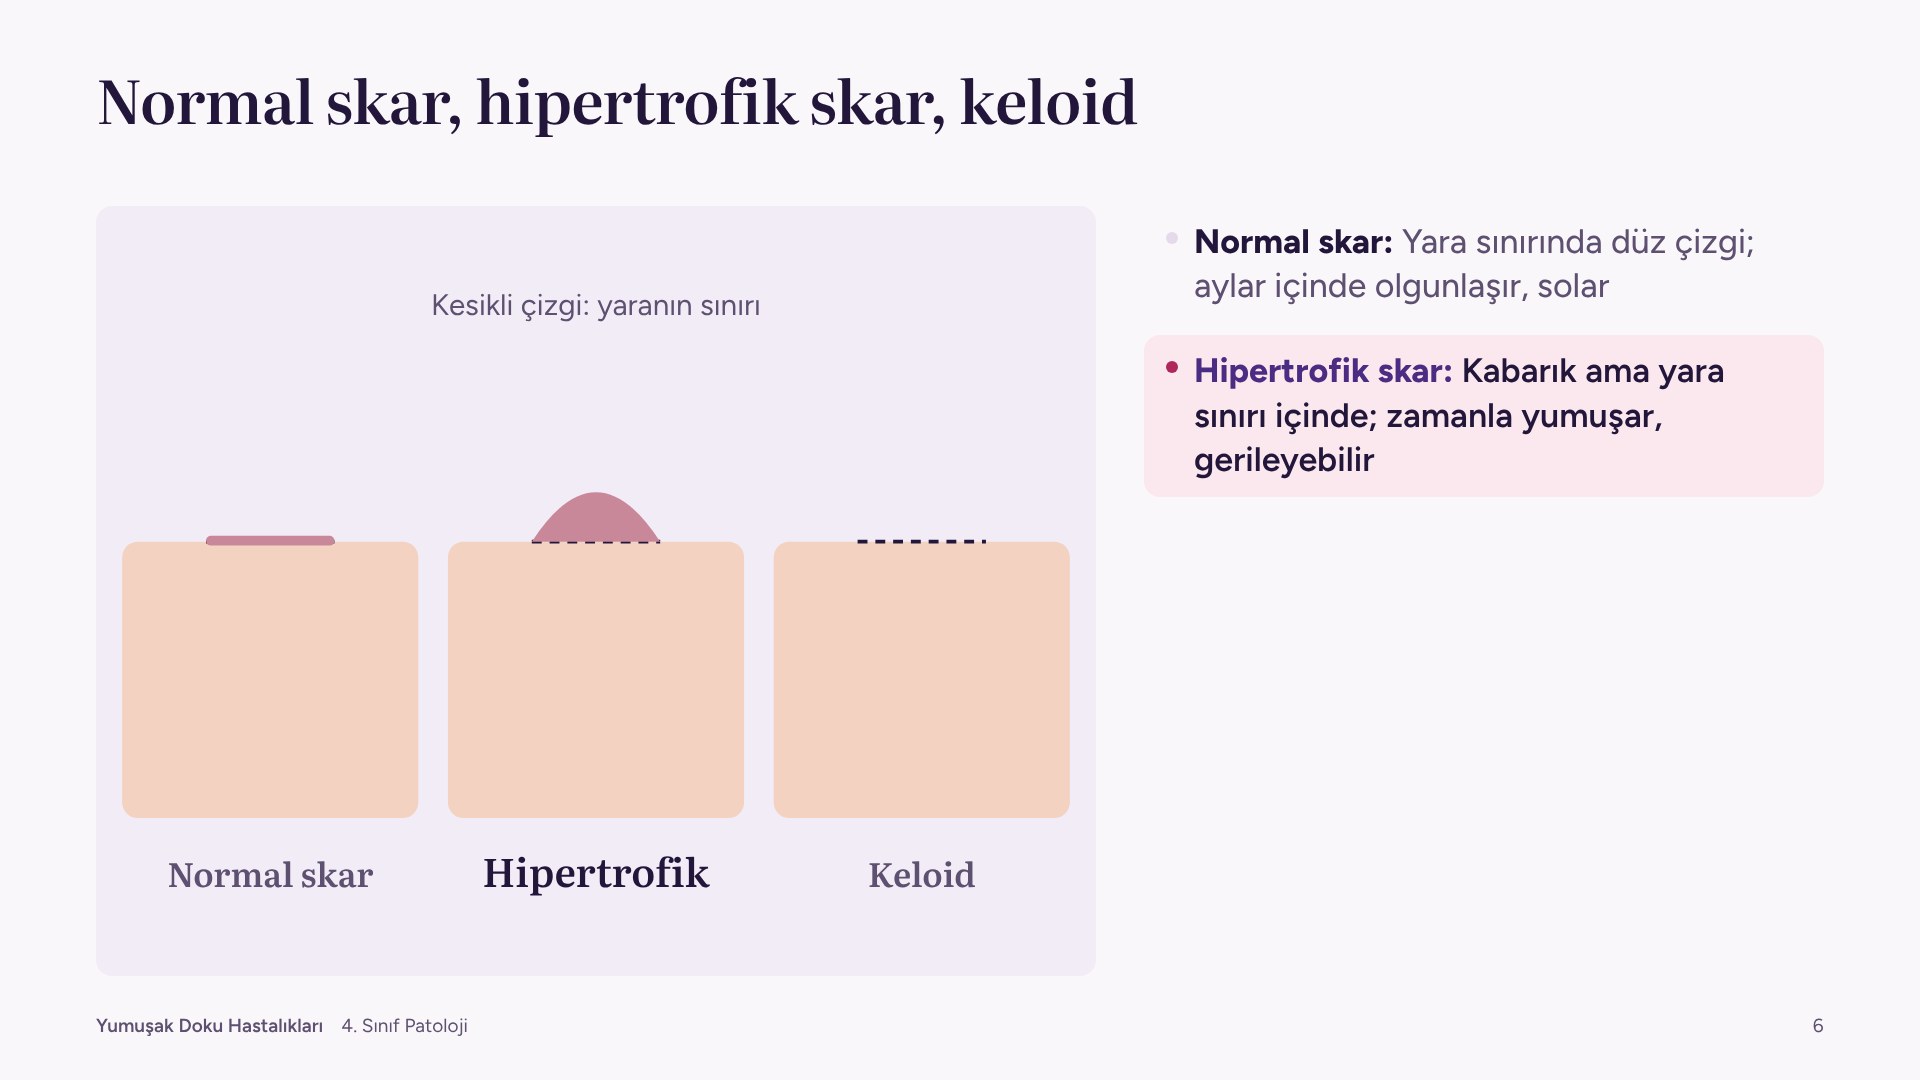 Normal skar, hipertrofik skar, keloid
Kesikli çizgi: yaranın sınırı
Normal skar
Hipertrofik
Keloid
Normal skar: Yara sınırında düz çizgi;
aylar içinde olgunlaşır, solar
Hipertrofik skar: Kabarık ama yara
sınırı içinde; zamanla yumuşar,
gerileyebilir
Yumuşak Doku Hastalıkları 4. Sınıf Patoloji
6